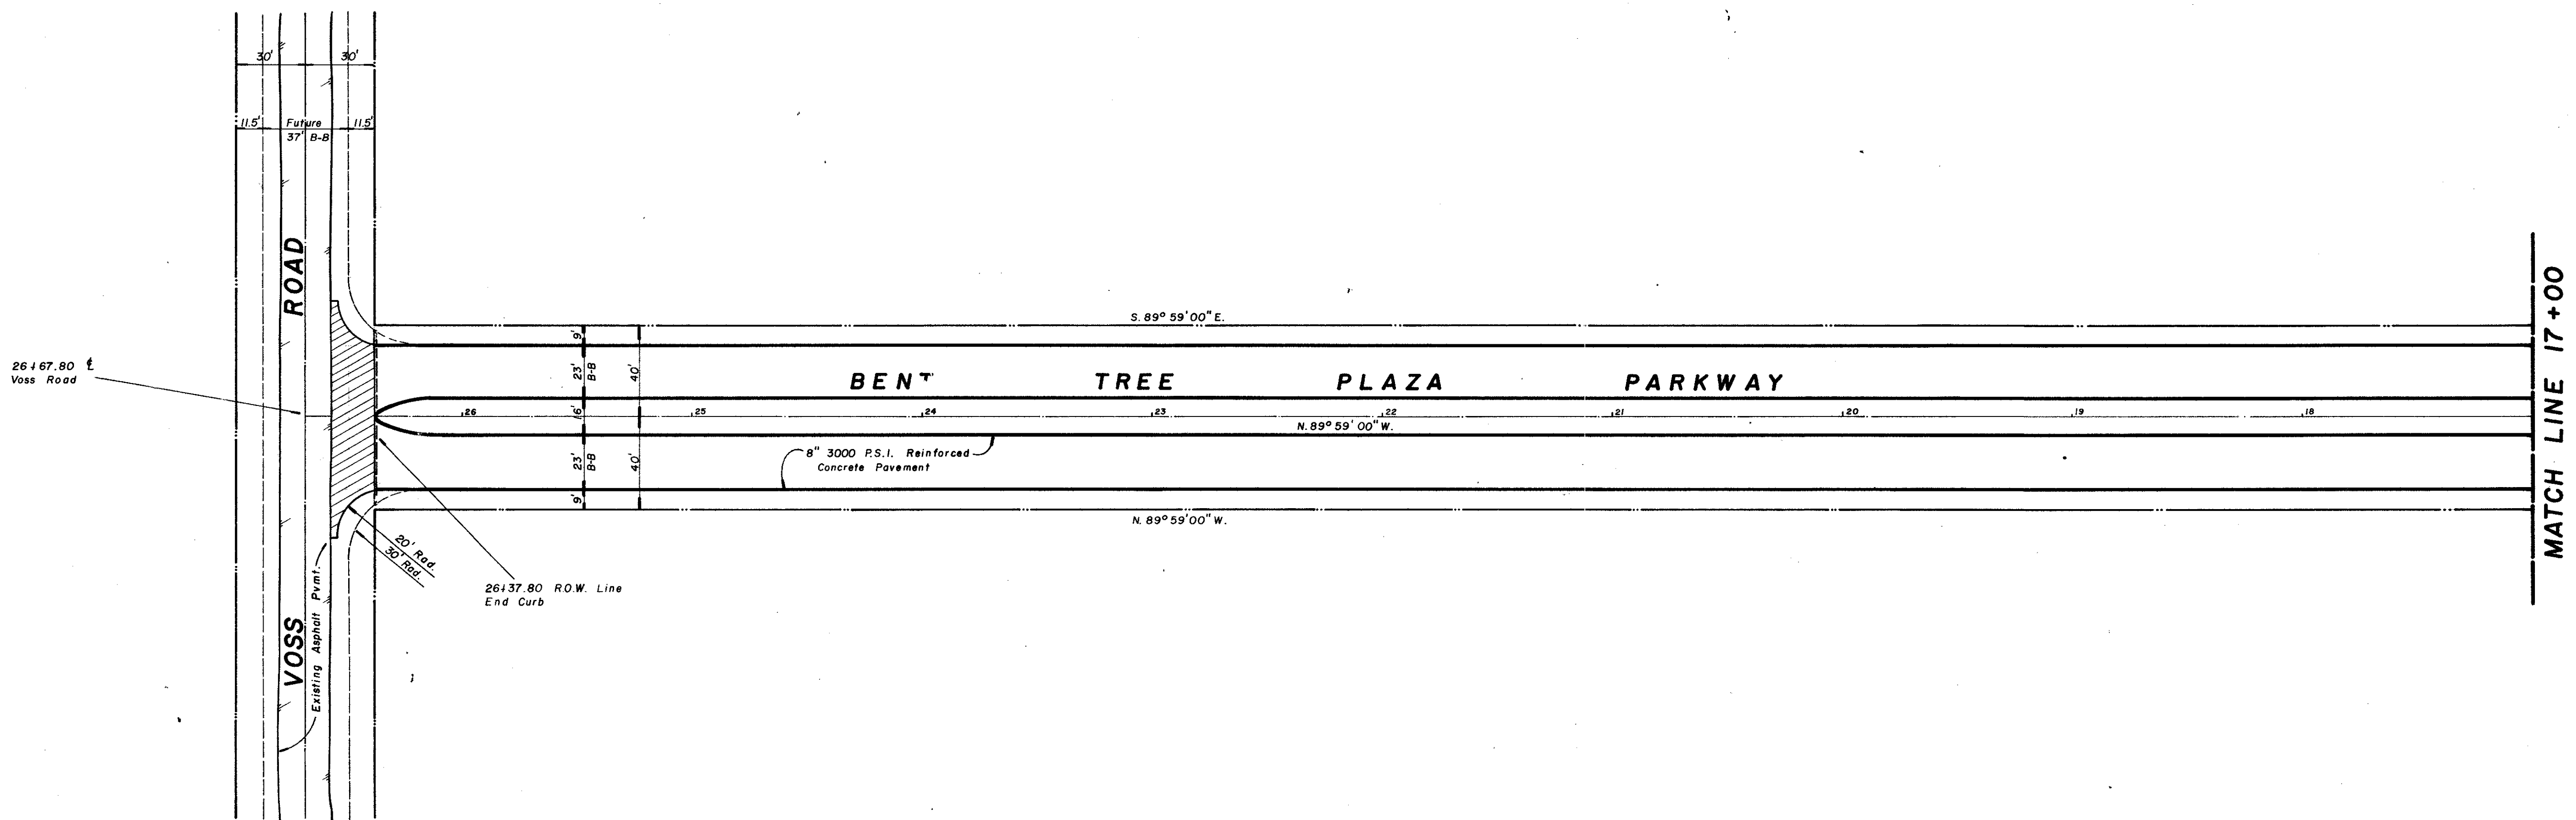 30' 30'
11.5' Future 11.5'
37' B-B
VOSS ROAD
Existing Asphalt Pvmt.
26+67.80 ℄
Voss Road
S. 89° 59' 00" E.
9'
23' B-B
40'
16'
23' B-B
40'
9'
BENT TREE PLAZA PARKWAY
26 25 24 23 22 21 20 19 18
N. 89° 59' 00" W.
8" 3000 P.S.I. Reinforced
Concrete Pavement
N. 89° 59' 00" W.
20' Rad.
30' Rad.
26+37.80 R.O.W. Line
End Curb
MATCH LINE 17+00